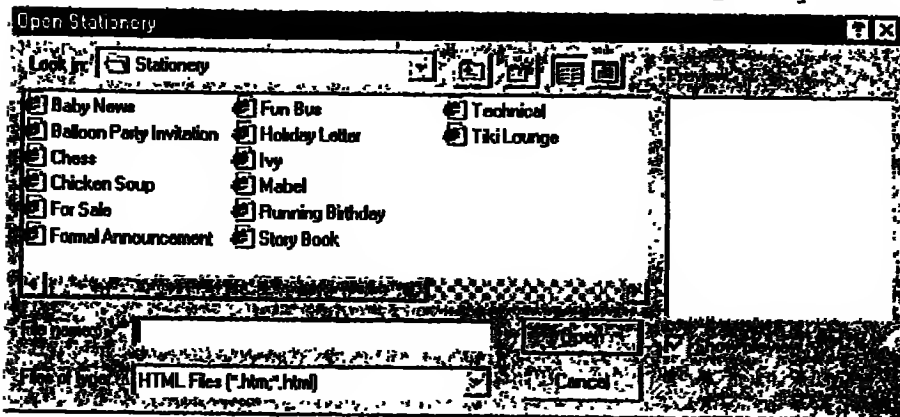 Open Stationery
Look in: Stationery
Preview:
Baby News
Balloon Party Invitation
Chess
Chicken Soup
For Sale
Formal Announcement
Fun Bus
Holiday Letter
Ivy
Mabel
Running Birthday
Story Book
Technical
Tiki Lounge
File name:
Open
Files of type: HTML Files (*.htm;*.html)
Cancel